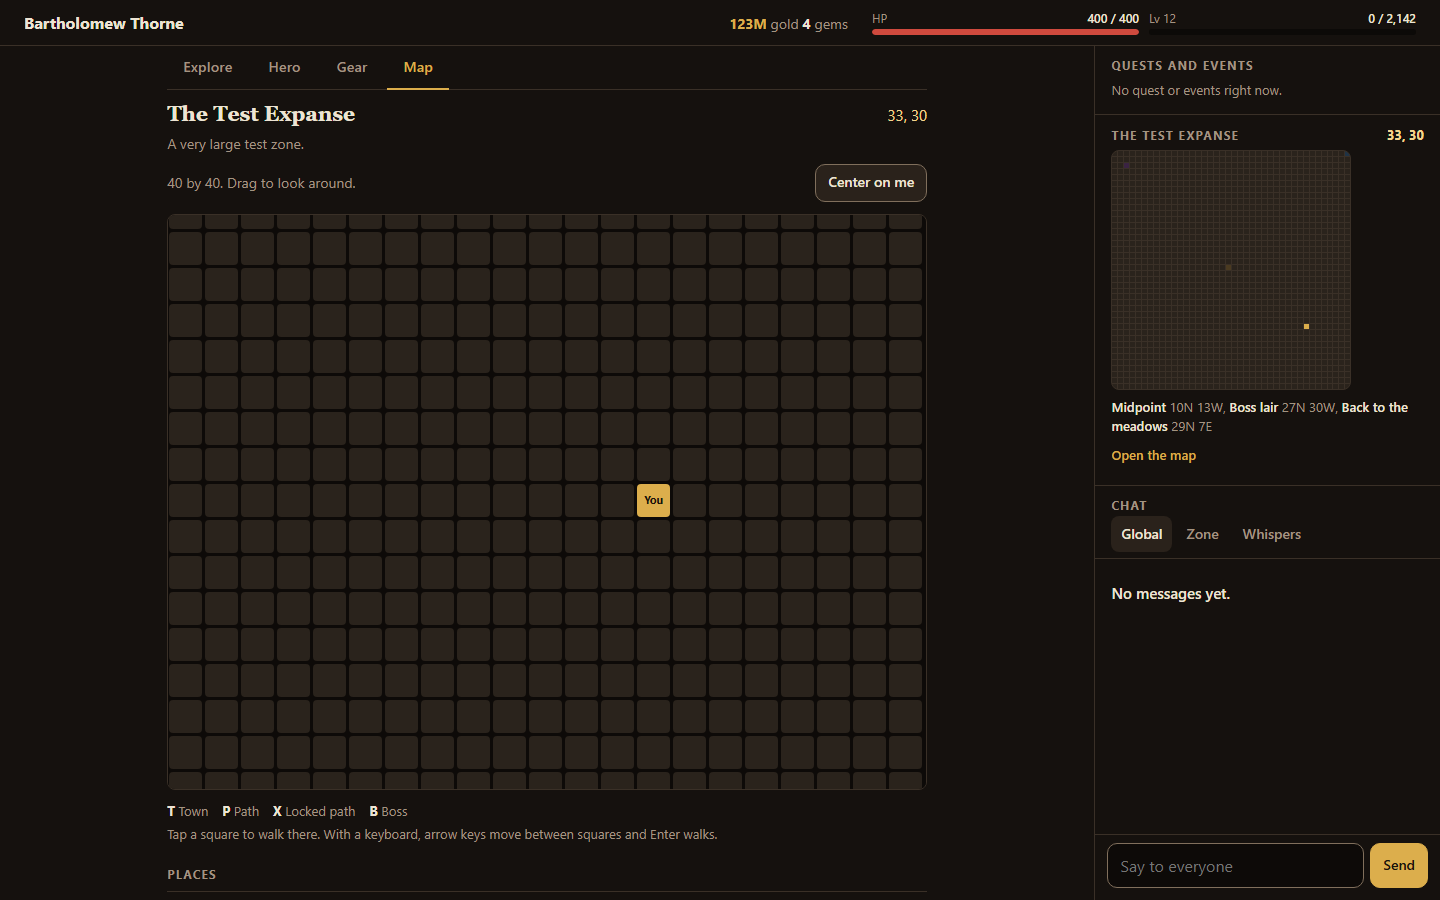 Bartholomew Thorne
123M gold 4 gems
HP 400 / 400
Lv 12 0 / 2,142
Explore Hero Gear Map
The Test Expanse
33, 30
A very large test zone.
40 by 40. Drag to look around.
Center on me
You
T Town P Path X Locked path B Boss
Tap a square to walk there. With a keyboard, arrow keys move between squares and Enter walks.
PLACES
QUESTS AND EVENTS
No quest or events right now.
THE TEST EXPANSE 33, 30
Midpoint 10N 13W, Boss lair 27N 30W, Back to the
meadows 29N 7E
Open the map
CHAT
Global Zone Whispers
No messages yet.
Say to everyone
Send